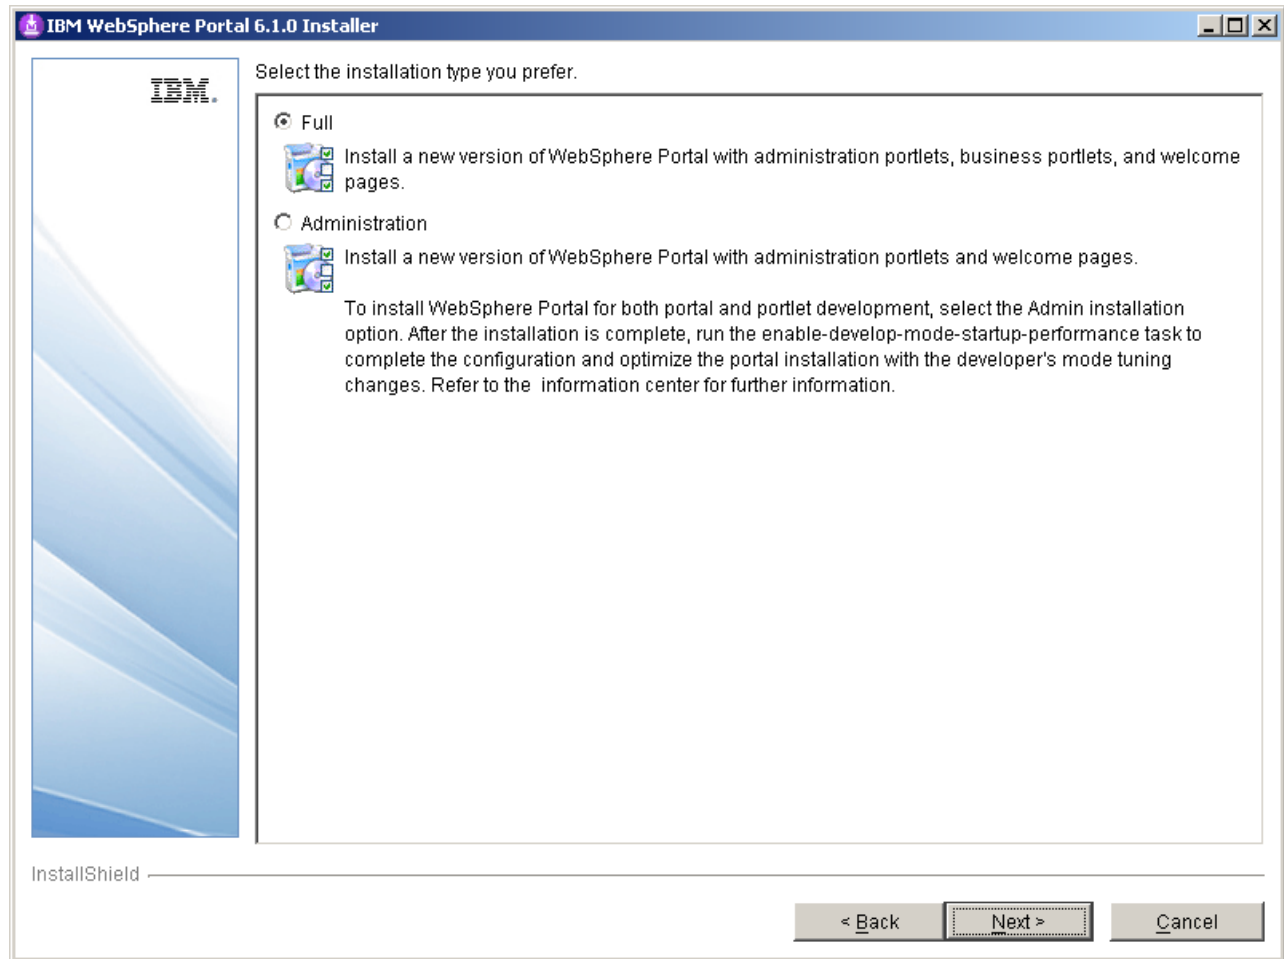 IBM WebSphere Portal 6.1.0 Installer
IBM.
Select the installation type you prefer.
Full
Install a new version of WebSphere Portal with administration portlets, business portlets, and welcome
pages.
Administration
Install a new version of WebSphere Portal with administration portlets and welcome pages.
To install WebSphere Portal for both portal and portlet development, select the Admin installation
option. After the installation is complete, run the enable-develop-mode-startup-performance task to
complete the configuration and optimize the portal installation with the developer's mode tuning
changes. Refer to the  information center for further information.
InstallShield
< Back
Next >
Cancel